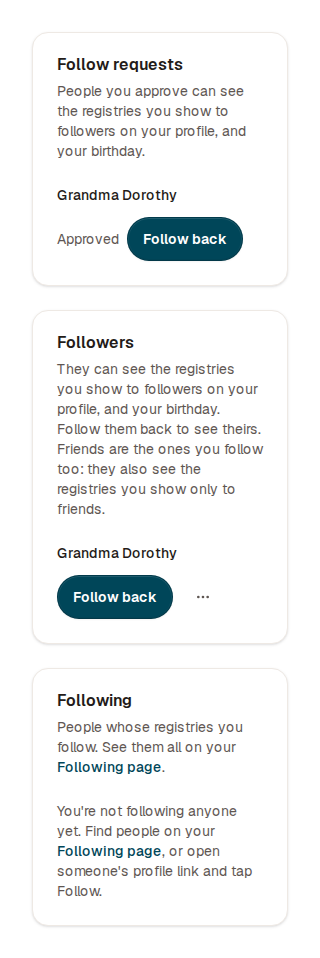 Follow requests
People you approve can see
the registries you show to
followers on your profile, and
your birthday.
Grandma Dorothy
Approved Follow back
Followers
They can see the registries
you show to followers on your
profile, and your birthday.
Follow them back to see theirs.
Friends are the ones you follow
too: they also see the
registries you show only to
friends.
Grandma Dorothy
Follow back ···
Following
People whose registries you
follow. See them all on your
Following page.
You're not following anyone
yet. Find people on your
Following page, or open
someone's profile link and tap
Follow.